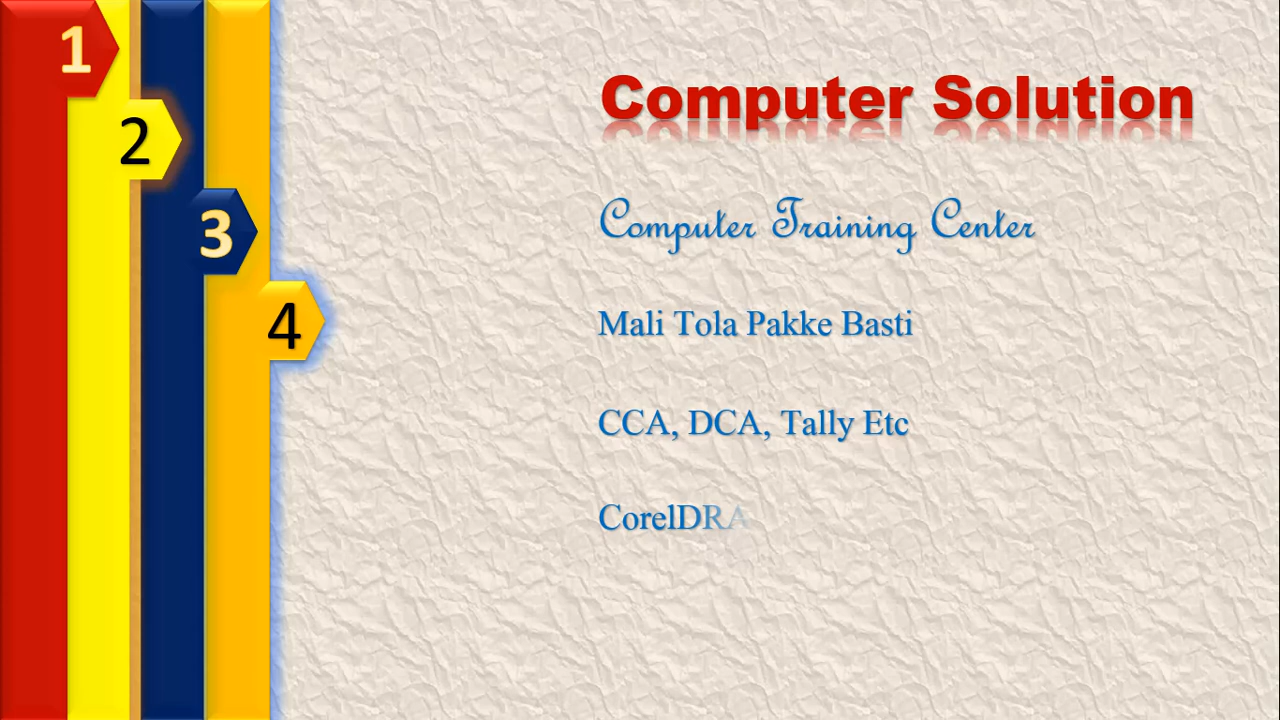 1
2
3
4
Computer Solution
Computer Training Center
Mali Tola Pakke Basti
CCA, DCA, Tally Etc
CorelDRA